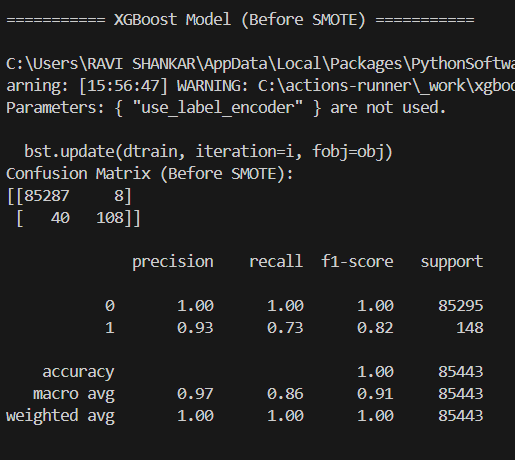 =========== XGBoost Model (Before SMOTE) ===========
C:\Users\RAVI SHANKAR\AppData\Local\Packages\PythonSoftwa
arning: [15:56:47] WARNING: C:\actions-runner\_work\xgboo
Parameters: { "use_label_encoder" } are not used.
bst.update(dtrain, iteration=i, fobj=obj)
Confusion Matrix (Before SMOTE):
[[85287     8]
 [   40   108]]
precision    recall  f1-score   support
0       1.00      1.00      1.00     85295
1       0.93      0.73      0.82       148
accuracy                           1.00     85443
macro avg       0.97      0.86      0.91     85443
weighted avg       1.00      1.00      1.00     85443